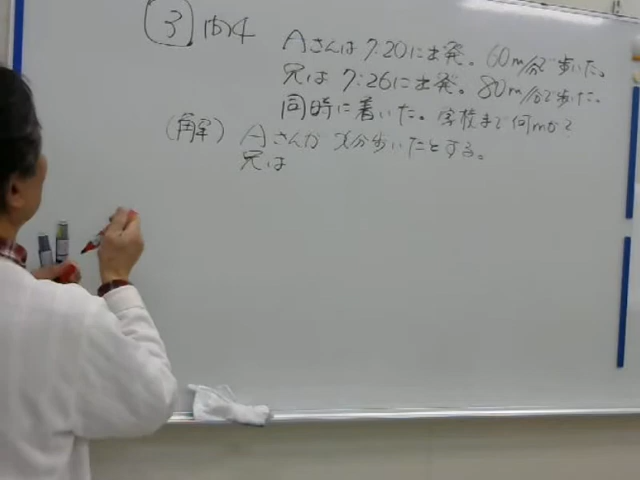 3 問4
Aさんは7:20に出発。60m/分で歩いた。
兄は7:26に出発。80m/分で歩いた。
同時に着いた。学校まで何mか?
(解) Aさんが x分歩いたとする。
兄は